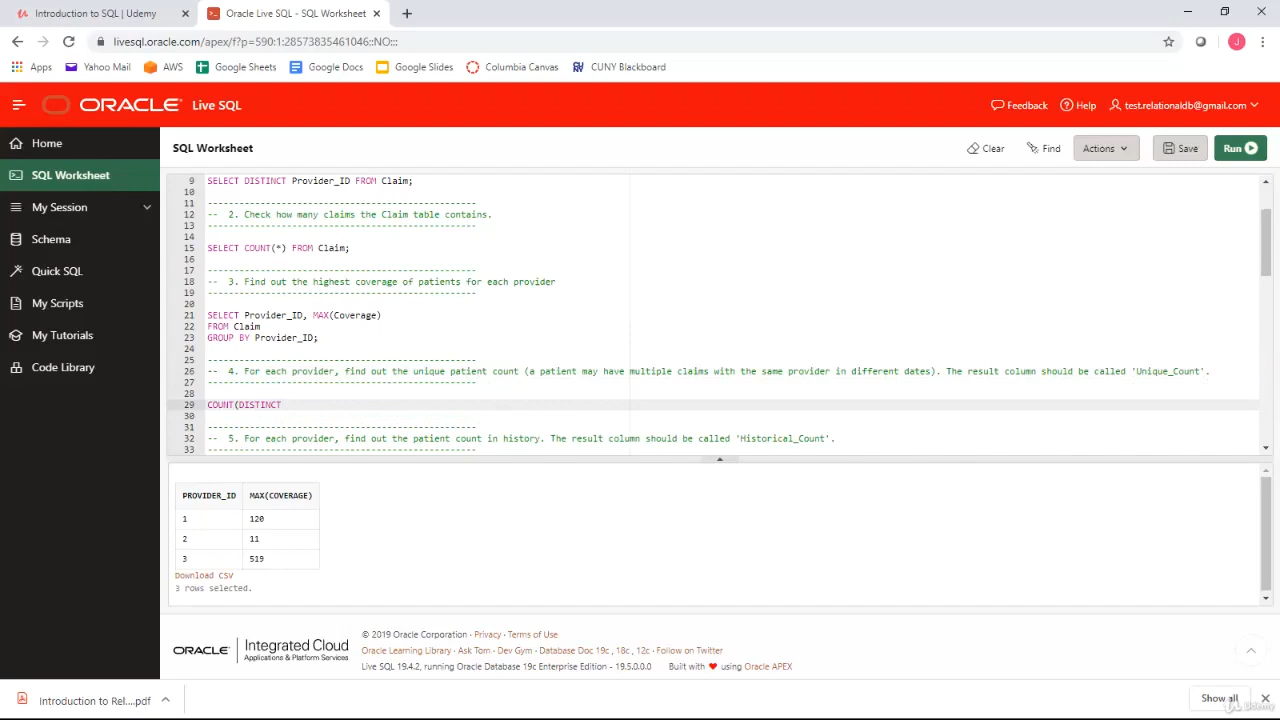 Introduction to SQL | Udemy
Oracle Live SQL - SQL Worksheet
livesql.oracle.com/apex/f?p=590:1:28573835461046::NO:::
J
Apps
Yahoo Mail
AWS
Google Sheets
Google Docs
Google Slides
Columbia Canvas
CUNY Blackboard
ORACLE Live SQL
Feedback
Help
test.relationaldb@gmail.com
Home
SQL Worksheet
My Session
Schema
Quick SQL
My Scripts
My Tutorials
Code Library
SQL Worksheet
Clear
Find
Actions
Save
Run
9 SELECT DISTINCT Provider_ID FROM Claim;
10
11 ----------------------------------------------------
12 -- 2. Check how many claims the Claim table contains.
13 ----------------------------------------------------
14
15 SELECT COUNT(*) FROM Claim;
16
17 ----------------------------------------------------
18 -- 3. Find out the highest coverage of patients for each provider
19 ----------------------------------------------------
20
21 SELECT Provider_ID, MAX(Coverage)
22 FROM Claim
23 GROUP BY Provider_ID;
24
25 ----------------------------------------------------
26 -- 4. For each provider, find out the unique patient count (a patient may have multiple claims with the same provider in different dates). The result column should be called 'Unique_Count'.
27 ----------------------------------------------------
28
29 COUNT(DISTINCT
30
31 ----------------------------------------------------
32 -- 5. For each provider, find out the patient count in history. The result column should be called 'Historical_Count'.
33 ----------------------------------------------------
PROVIDER_ID MAX(COVERAGE)
1 120
2 11
3 519
Download CSV
3 rows selected.
ORACLE Integrated Cloud
Applications & Platform Services
© 2019 Oracle Corporation · Privacy · Terms of Use
Oracle Learning Library · Ask Tom · Dev Gym · Database Doc 19c , 18c , 12c · Follow on Twitter
Live SQL 19.4.2, running Oracle Database 19c Enterprise Edition - 19.5.0.0.0 Built with ❤ using Oracle APEX
Introduction to Rel....pdf
Show all
Udemy